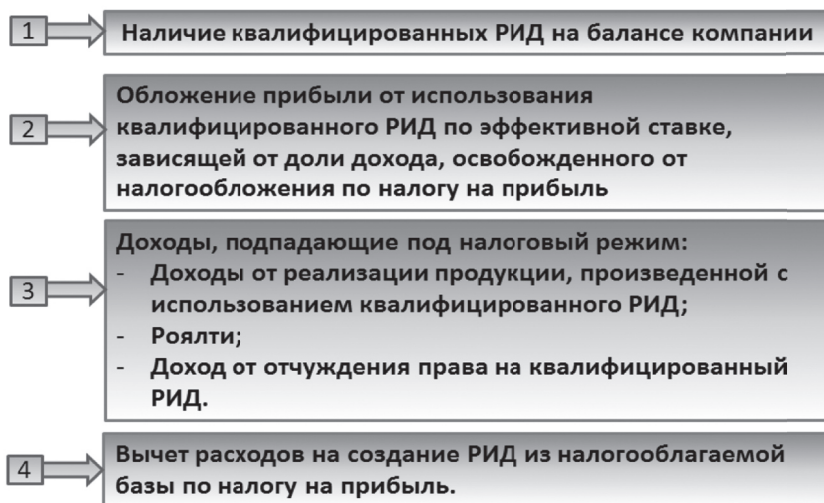 1 Наличие квалифицированных РИД на балансе компании
Обложение прибыли от использования
2 квалифицированного РИД по эффективной ставке,
зависящей от доли дохода, освобожденного от
налогообложения по налогу на прибыль
Доходы, подпадающие под налоговый режим:
- Доходы от реализации продукции, произведенной с
3 использованием квалифицированного РИД;
- Роялти;
- Доход от отчуждения права на квалифицированный
РИД.
4 Вычет расходов на создание РИД из налогооблагаемой
базы по налогу на прибыль.